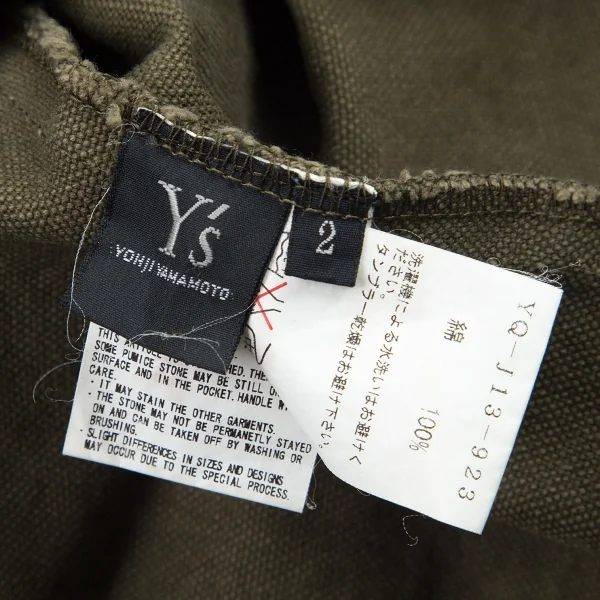 Y's
YOHJI YAMAMOTO
2
SOME PUMICE STONE MAY BE STILL
SURFACE AND IN THE POCKET. HANDLE
CARE.
- IT MAY STAIN THE OTHER GARMENTS.
- THE STONE MAY NOT BE PERMANETLY STAYED
ON AND CAN BE TAKEN OFF BY WASHING OR
BRUSHING.
- SLIGHT DIFFERENCES IN SIZES AND DESIGNS
MAY OCCUR DUE TO THE SPECIAL PROCESS.
YQ-J13-923
綿 100%
洗濯機による水洗いはお避けく
ださい。
タンブラー乾燥はお避け下さい。